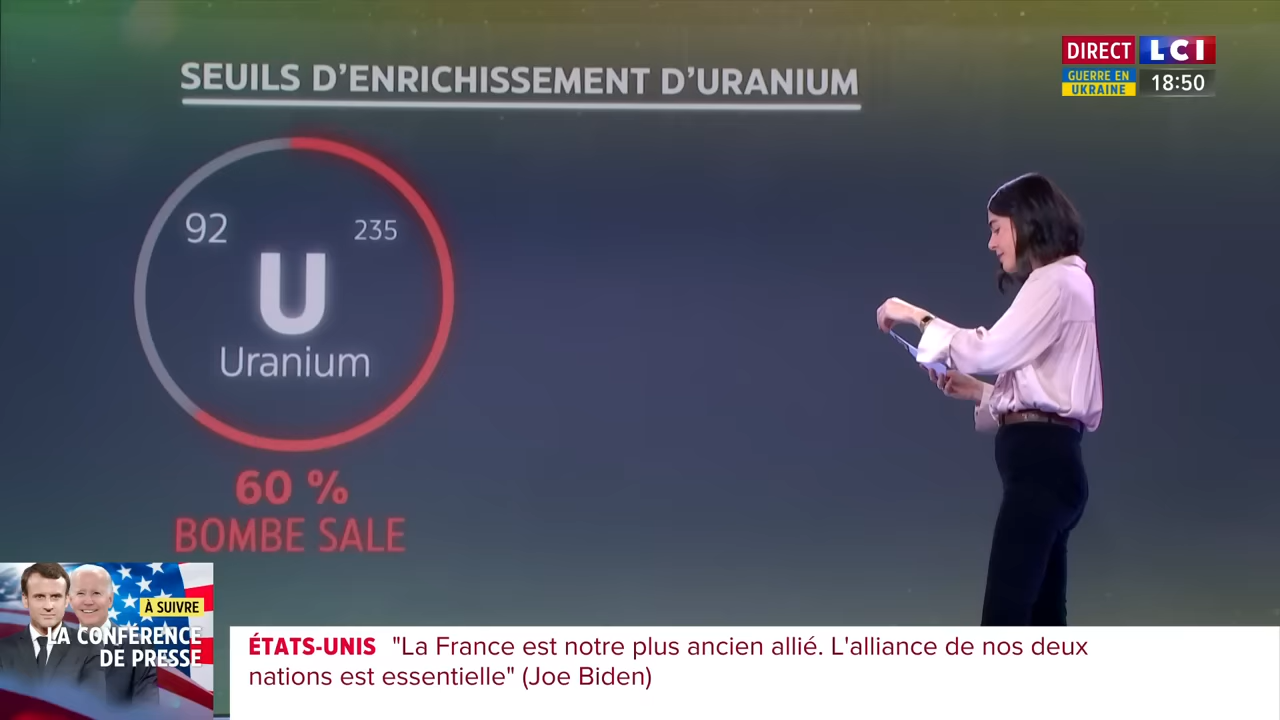 SEUILS D'ENRICHISSEMENT D'URANIUM
DIRECT LCI
GUERRE EN
UKRAINE
18:50
92
235
U
Uranium
60 %
BOMBE SALE
À SUIVRE
LA CONFÉRENCE
DE PRESSE
ÉTATS-UNIS "La France est notre plus ancien allié. L'alliance de nos deux
nations est essentielle" (Joe Biden)